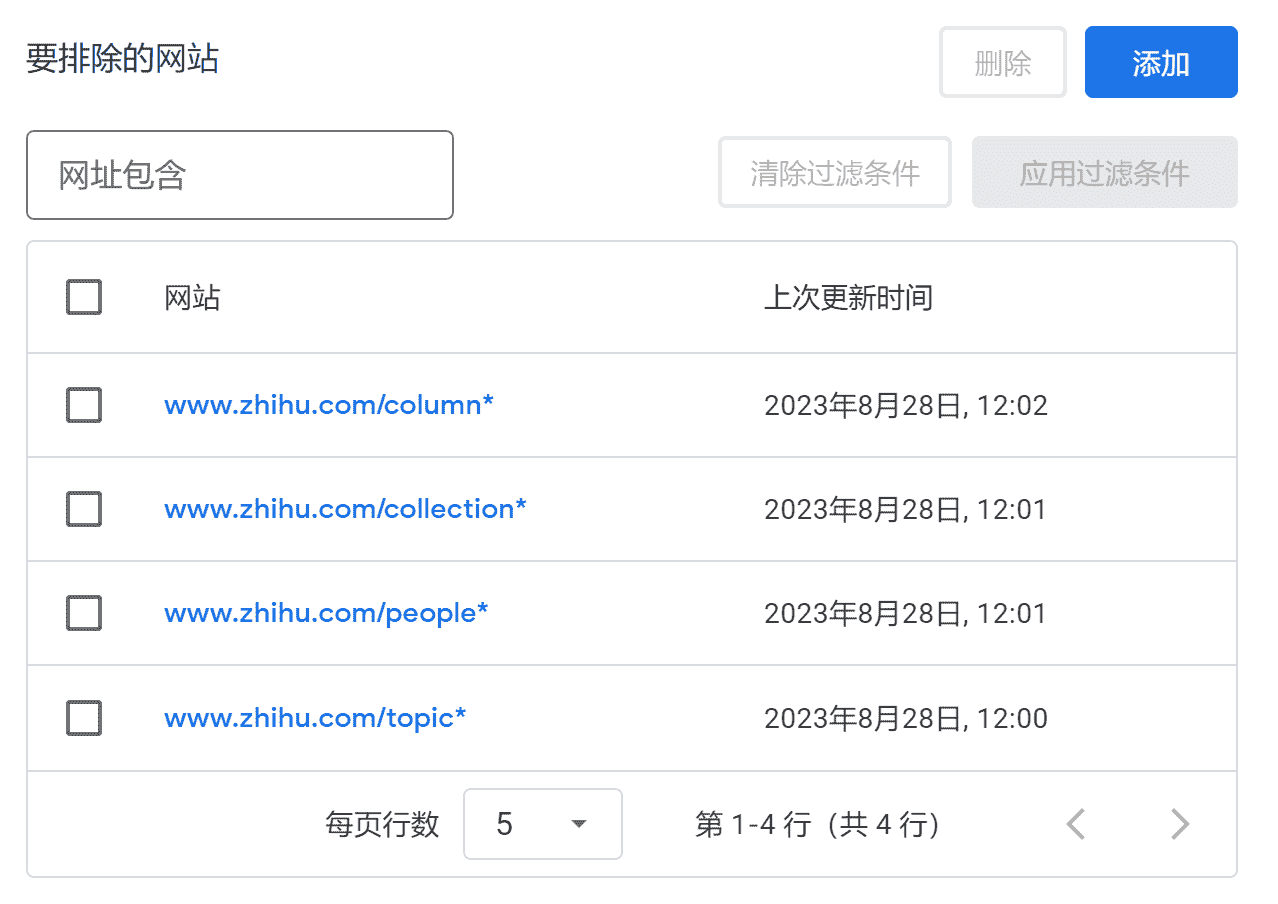 要排除的网站
删除
添加
网址包含
清除过滤条件
应用过滤条件
网站
上次更新时间
www.zhihu.com/column*
2023年8月28日, 12:02
www.zhihu.com/collection*
2023年8月28日, 12:01
www.zhihu.com/people*
2023年8月28日, 12:01
www.zhihu.com/topic*
2023年8月28日, 12:00
每页行数
5
第 1-4 行（共 4 行）